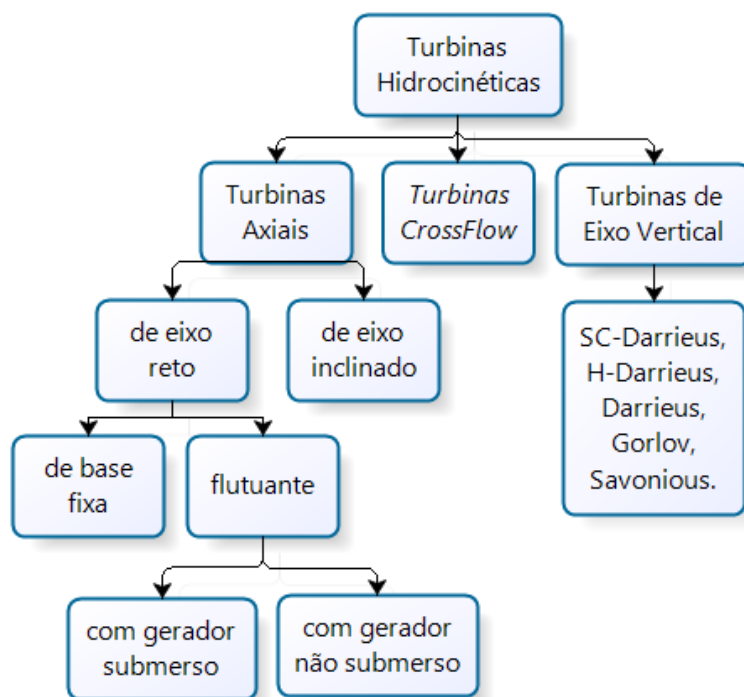 Turbinas
Hidrocinéticas
Turbinas
Axiais
Turbinas
CrossFlow
Turbinas de
Eixo Vertical
de eixo
reto
de eixo
inclinado
SC-Darrieus,
H-Darrieus,
Darrieus,
Gorlov,
Savonious.
de base
fixa
flutuante
com gerador
submerso
com gerador
não submerso